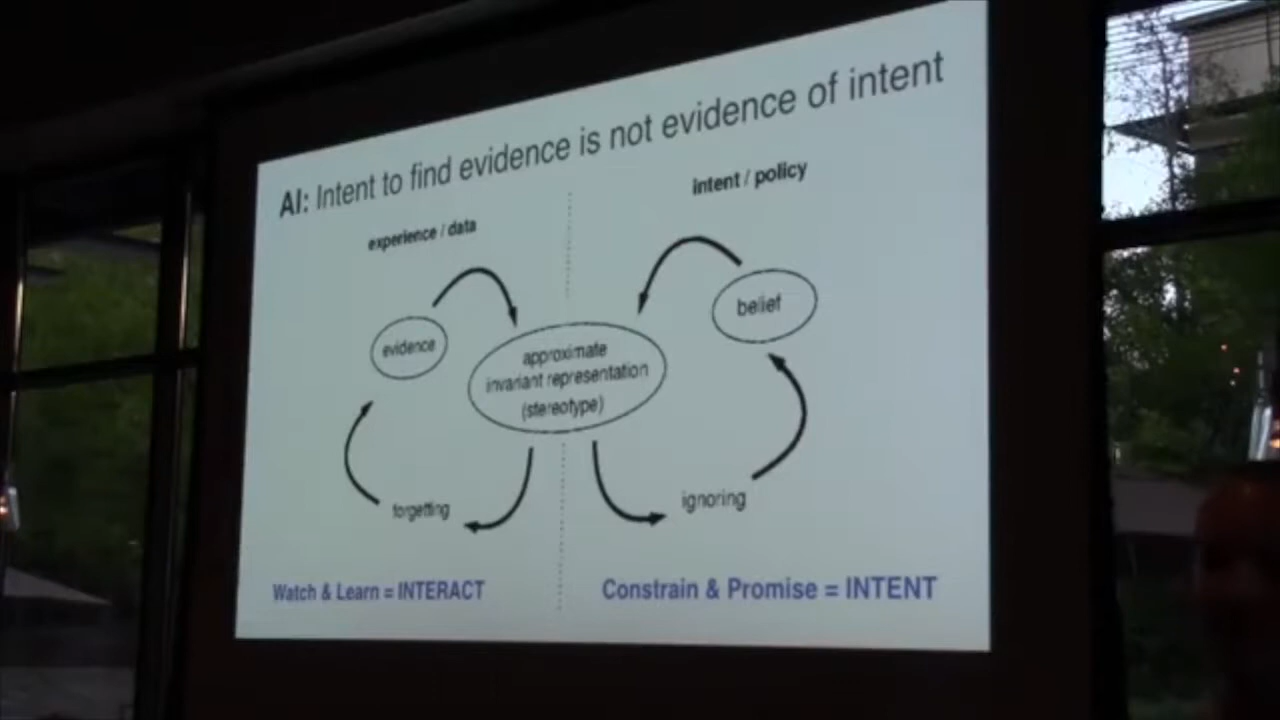 AI: Intent to find evidence is not evidence of intent
experience / data
intent / policy
evidence
belief
approximate
invariant representation
(stereotype)
forgetting
ignoring
Watch & Learn = INTERACT
Constrain & Promise = INTENT